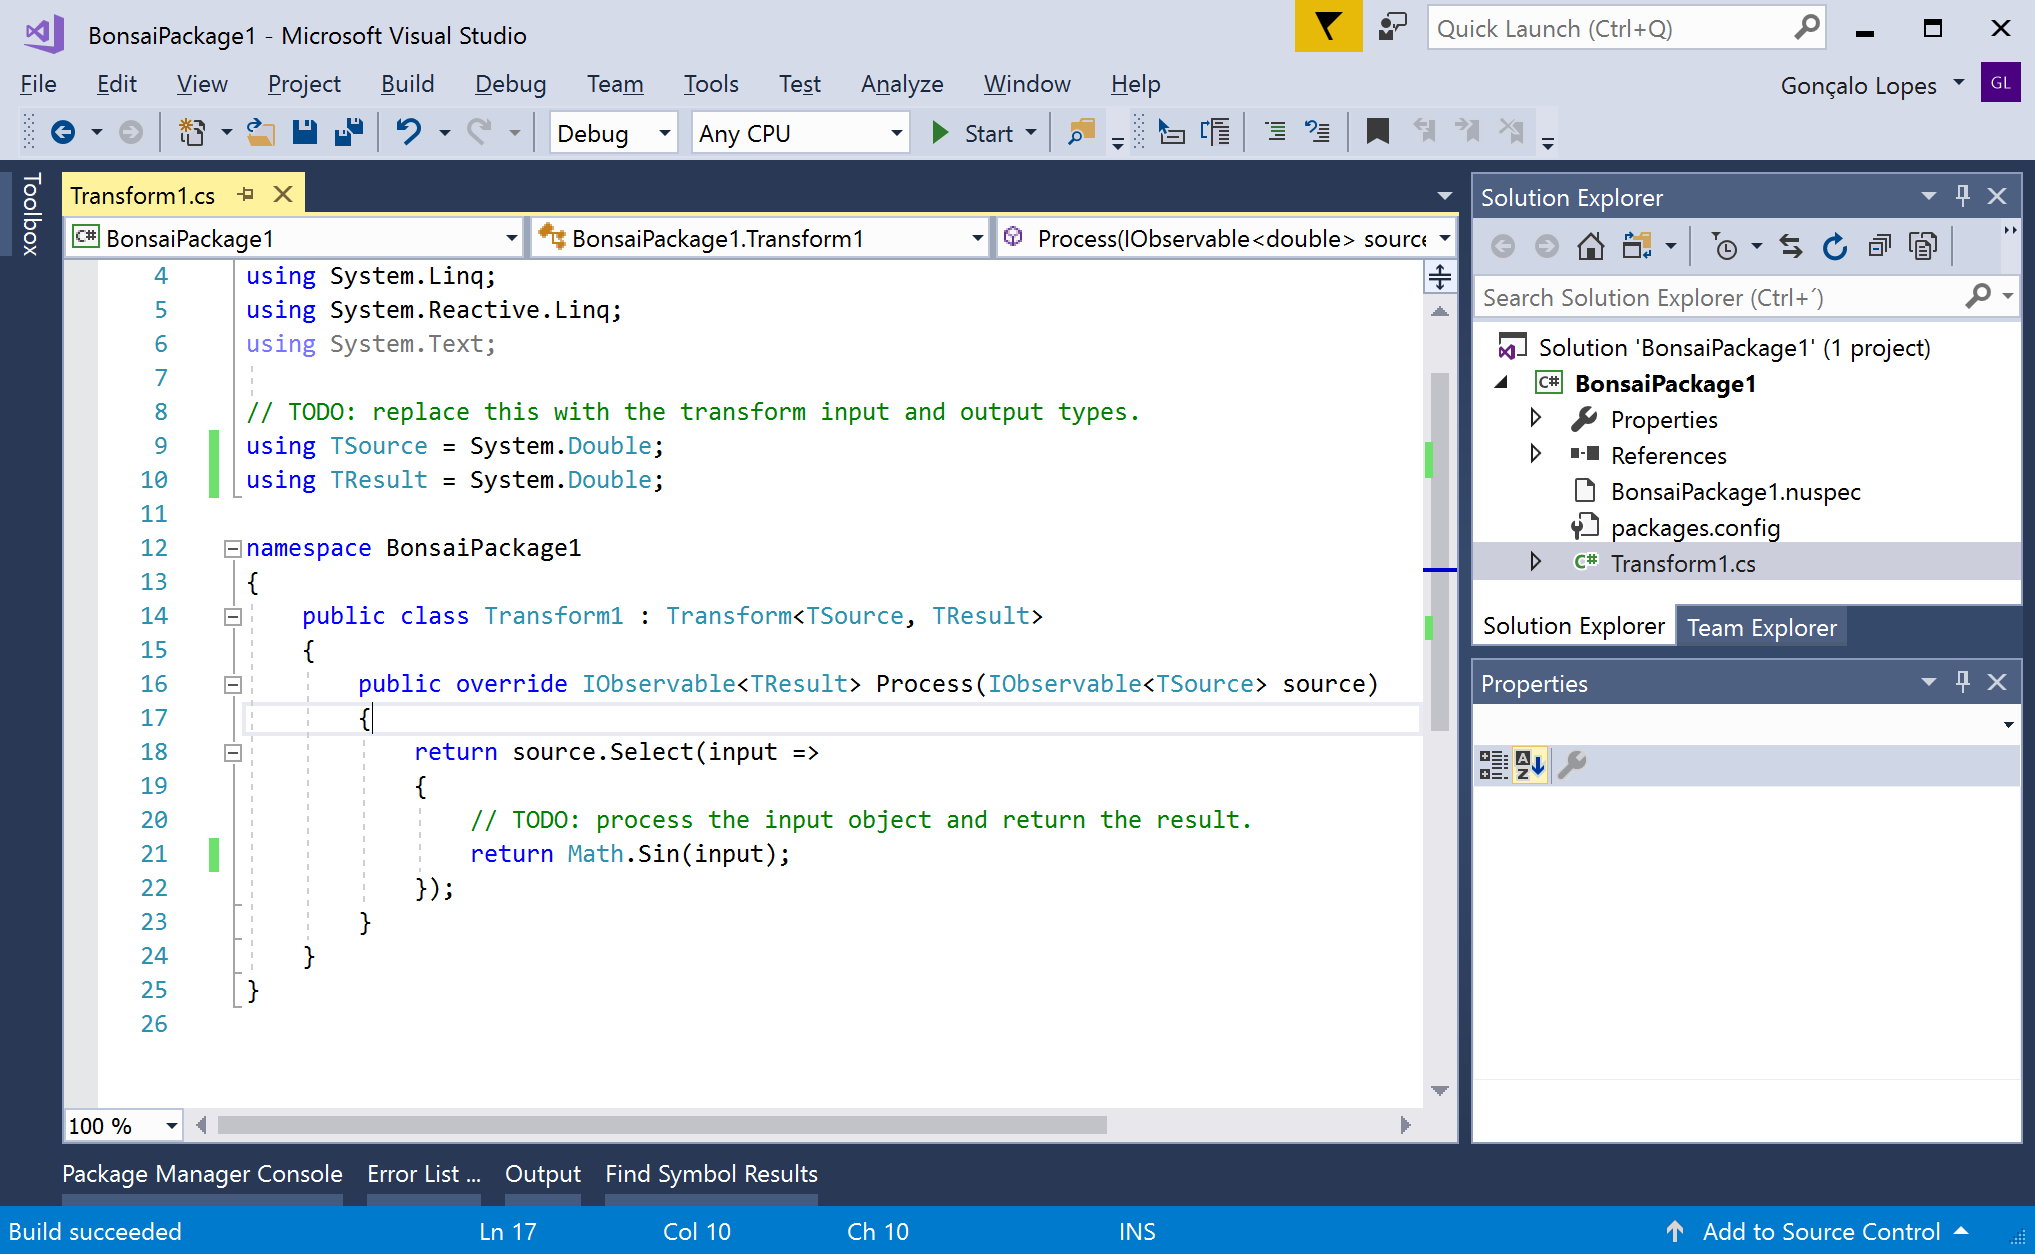 BonsaiPackage1 - Microsoft Visual Studio
Quick Launch (Ctrl+Q)
File Edit View Project Build Debug Team Tools Test Analyze Window Help
Gonçalo Lopes GL
Debug Any CPU Start
Toolbox
Transform1.cs
BonsaiPackage1 BonsaiPackage1.Transform1 Process(IObservable<double> source
4 using System.Linq;
5 using System.Reactive.Linq;
6 using System.Text;
7
8 // TODO: replace this with the transform input and output types.
9 using TSource = System.Double;
10 using TResult = System.Double;
11
12 namespace BonsaiPackage1
13 {
14 public class Transform1 : Transform<TSource, TResult>
15 {
16 public override IObservable<TResult> Process(IObservable<TSource> source)
17 {
18 return source.Select(input =>
19 {
20 // TODO: process the input object and return the result.
21 return Math.Sin(input);
22 });
23 }
24 }
25 }
26
100 %
Solution Explorer
Search Solution Explorer (Ctrl+´)
Solution 'BonsaiPackage1' (1 project)
C# BonsaiPackage1
Properties
References
BonsaiPackage1.nuspec
packages.config
C# Transform1.cs
Solution Explorer Team Explorer
Properties
Package Manager Console Error List ... Output Find Symbol Results
Build succeeded Ln 17 Col 10 Ch 10 INS Add to Source Control